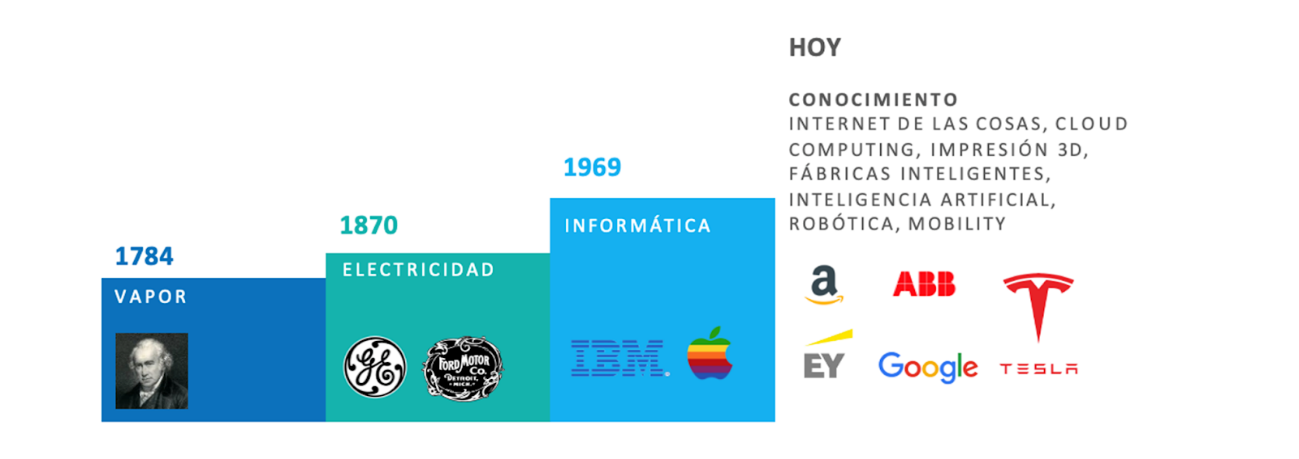 1784
VAPOR
1870
ELECTRICIDAD
GE
FORD MOTOR
CO.
DETROIT,
MICH.
1969
INFORMÁTICA
IBM
HOY
CONOCIMIENTO
INTERNET DE LAS COSAS, CLOUD
COMPUTING, IMPRESIÓN 3D,
FÁBRICAS INTELIGENTES,
INTELIGENCIA ARTIFICIAL,
ROBÓTICA, MOBILITY
a
ABB
EY
Google
TESLA